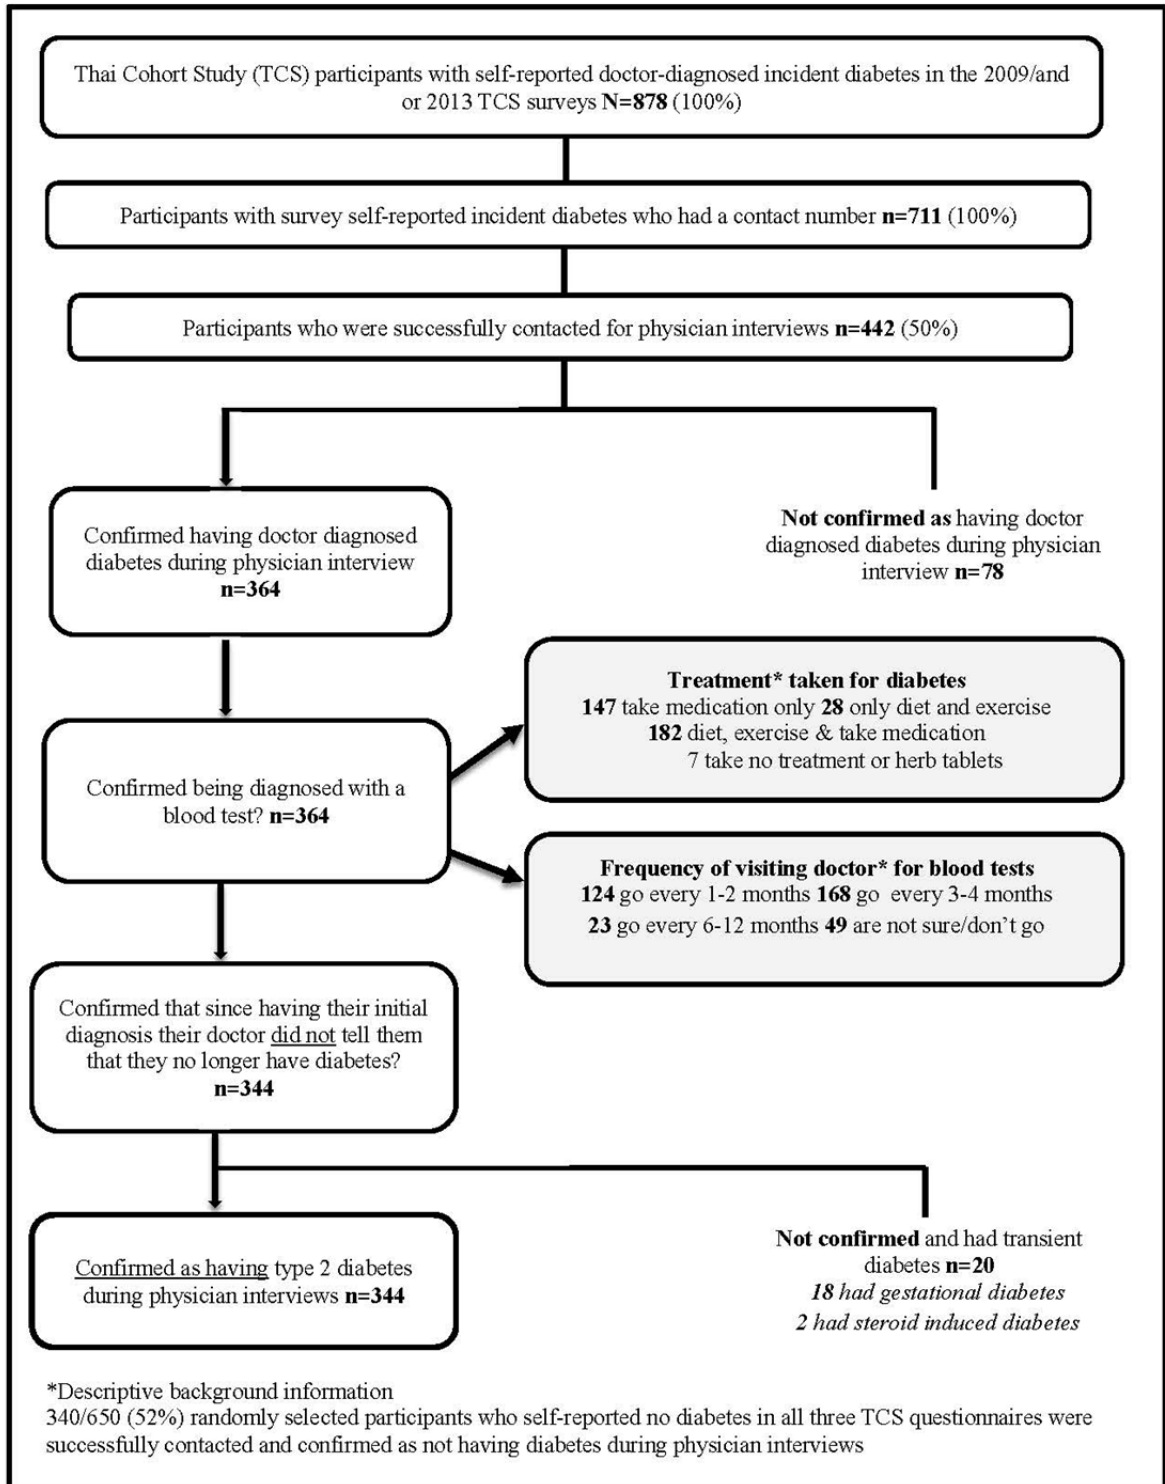 Thai Cohort Study (TCS) participants with self-reported doctor-diagnosed incident diabetes in the 2009/and
or 2013 TCS surveys N=878 (100%)
Participants with survey self-reported incident diabetes who had a contact number n=711 (100%)
Participants who were successfully contacted for physician interviews n=442 (50%)
Confirmed having doctor diagnosed
diabetes during physician interview
n=364
Not confirmed as having doctor
diagnosed diabetes during physician
interview n=78
Confirmed being diagnosed with a
blood test? n=364
Treatment* taken for diabetes
147 take medication only 28 only diet and exercise
182 diet, exercise & take medication
7 take no treatment or herb tablets
Frequency of visiting doctor* for blood tests
124 go every 1-2 months 168 go every 3-4 months
23 go every 6-12 months 49 are not sure/don't go
Confirmed that since having their initial
diagnosis their doctor did not tell them
that they no longer have diabetes?
n=344
Confirmed as having type 2 diabetes
during physician interviews n=344
Not confirmed and had transient
diabetes n=20
18 had gestational diabetes
2 had steroid induced diabetes
*Descriptive background information
340/650 (52%) randomly selected participants who self-reported no diabetes in all three TCS questionnaires were
successfully contacted and confirmed as not having diabetes during physician interviews